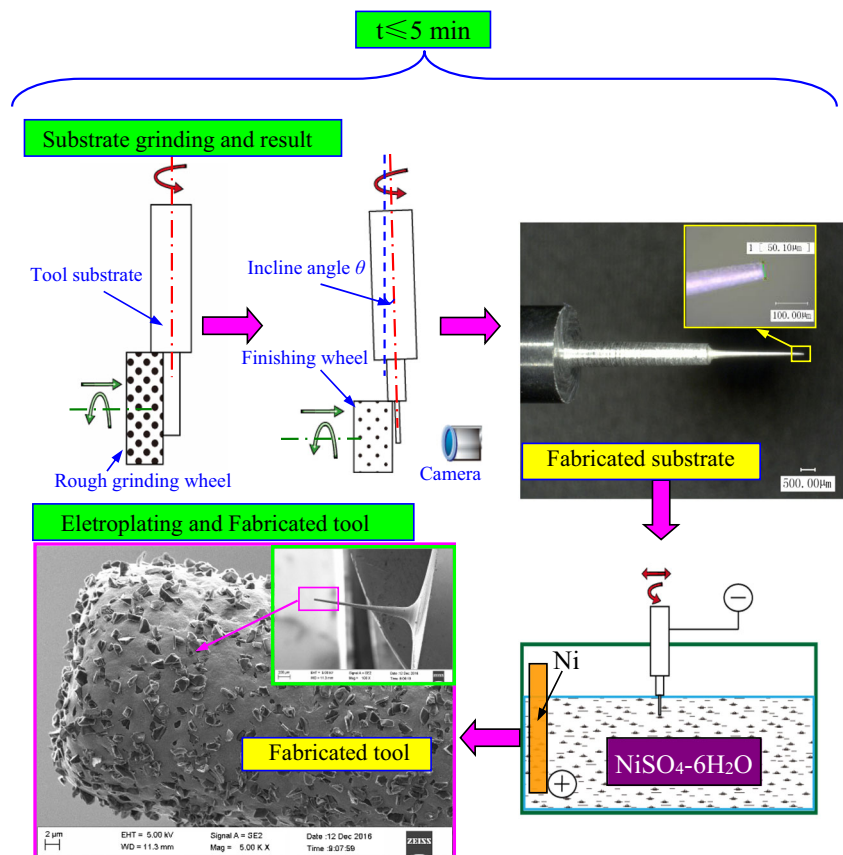 t≤5 min
Substrate grinding and result
Tool substrate
Incline angle θ
Finishing wheel
Rough grinding wheel
Camera
1 [ 50.10μm ]
100.00μm
Fabricated substrate
500.00μm
Eletroplating and Fabricated tool
Fabricated tool
2 μm
EHT = 5.00 kV
Signal A = SE2
Date :12 Dec 2016
WD = 11.3 mm
Mag = 5.00 K X
Time :9:07:59
ZEISS
−
Ni
NiSO₄-6H₂O
+